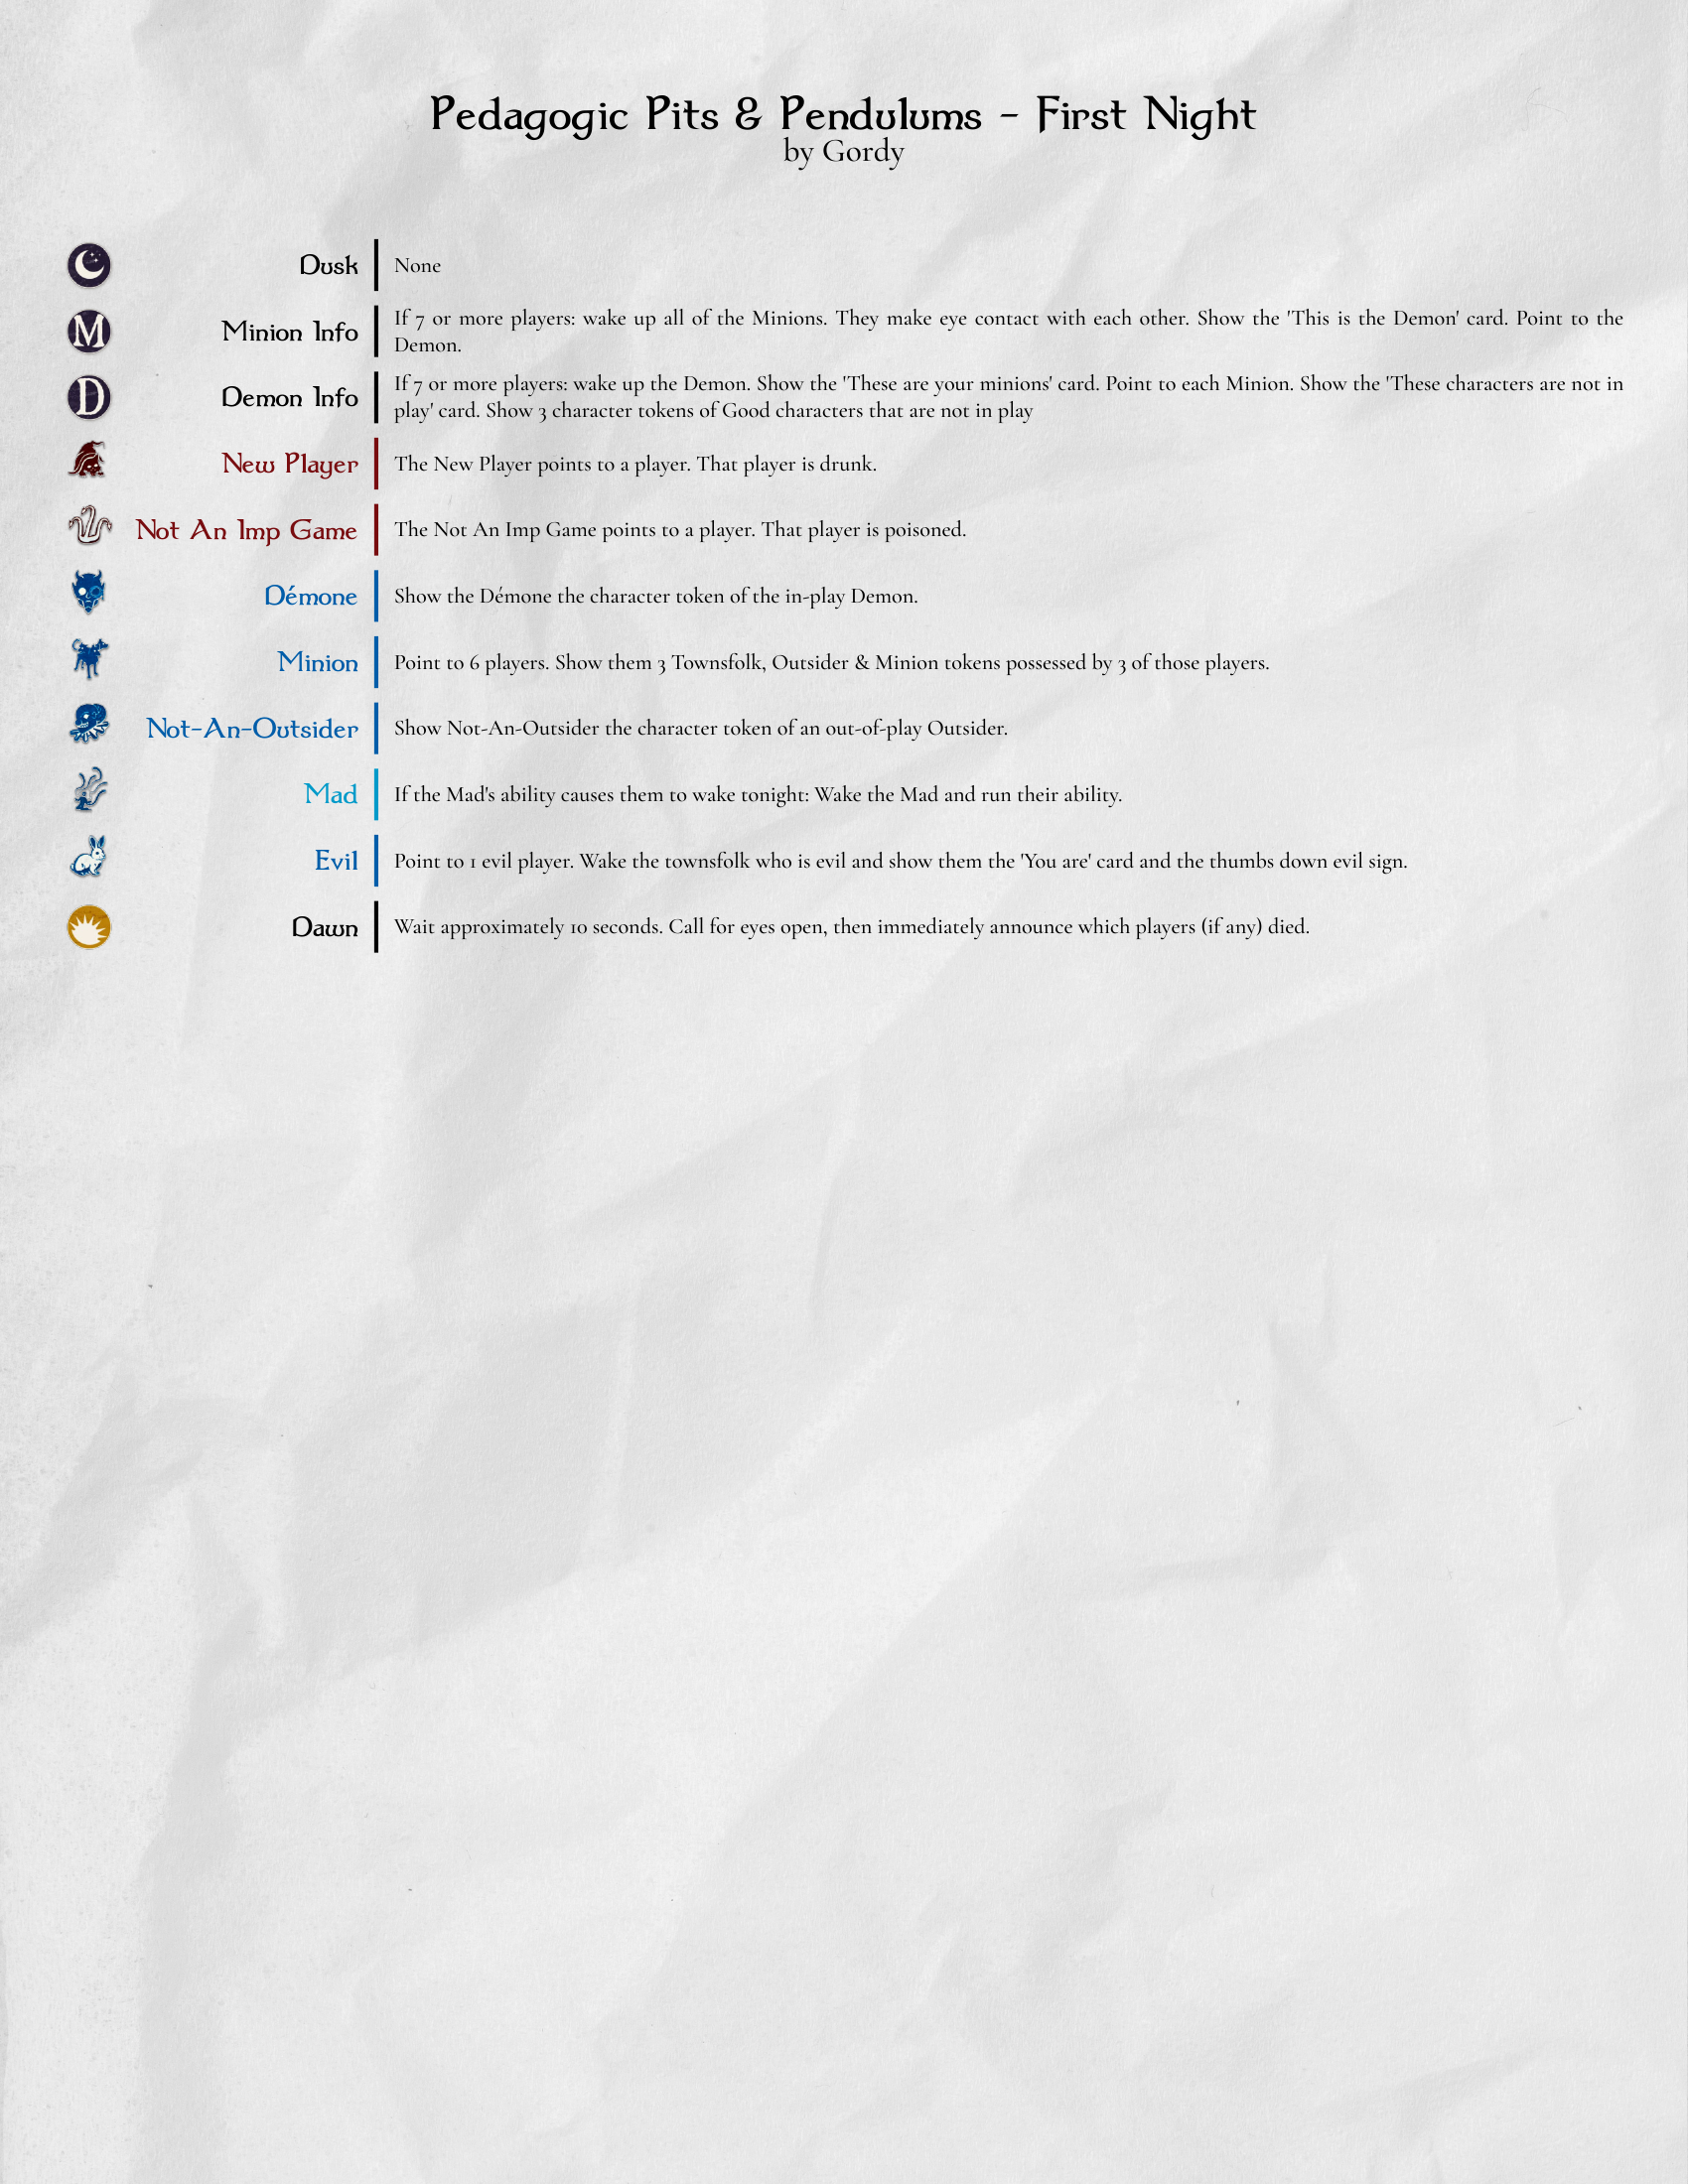 Pedagogic Pits & Pendulums - First Night
by Gordy
Dusk
None
M
Minion Info
If 7 or more players: wake up all of the Minions. They make eye contact with each other. Show the 'This is the Demon' card. Point to the
Demon.
D
Demon Info
If 7 or more players: wake up the Demon. Show the 'These are your minions' card. Point to each Minion. Show the 'These characters are not in
play' card. Show 3 character tokens of Good characters that are not in play
New Player
The New Player points to a player. That player is drunk.
Not An Imp Game
The Not An Imp Game points to a player. That player is poisoned.
Démone
Show the Démone the character token of the in-play Demon.
Minion
Point to 6 players. Show them 3 Townsfolk, Outsider & Minion tokens possessed by 3 of those players.
Not-An-Outsider
Show Not-An-Outsider the character token of an out-of-play Outsider.
Mad
If the Mad's ability causes them to wake tonight: Wake the Mad and run their ability.
Evil
Point to 1 evil player. Wake the townsfolk who is evil and show them the 'You are' card and the thumbs down evil sign.
Dawn
Wait approximately 10 seconds. Call for eyes open, then immediately announce which players (if any) died.